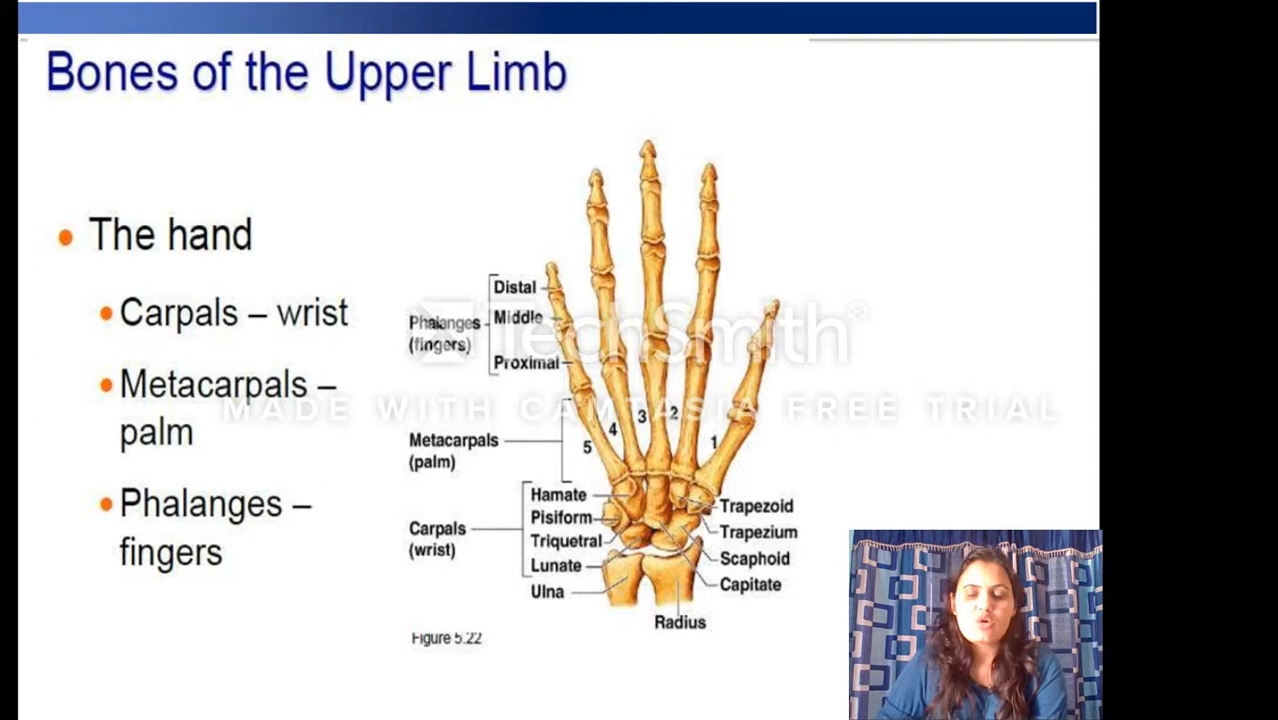 Bones of the Upper Limb
• The hand
• Carpals – wrist
• Metacarpals –
palm
• Phalanges –
fingers
Phalanges
(fingers)
Distal
Middle
Proximal
Metacarpals
(palm)
5
4
3
2
1
Carpals
(wrist)
Hamate
Pisiform
Triquetral
Lunate
Ulna
Trapezoid
Trapezium
Scaphoid
Capitate
Radius
Figure 5.22
TechSmith®
MADE WITH CAMTASIA FREE TRIAL